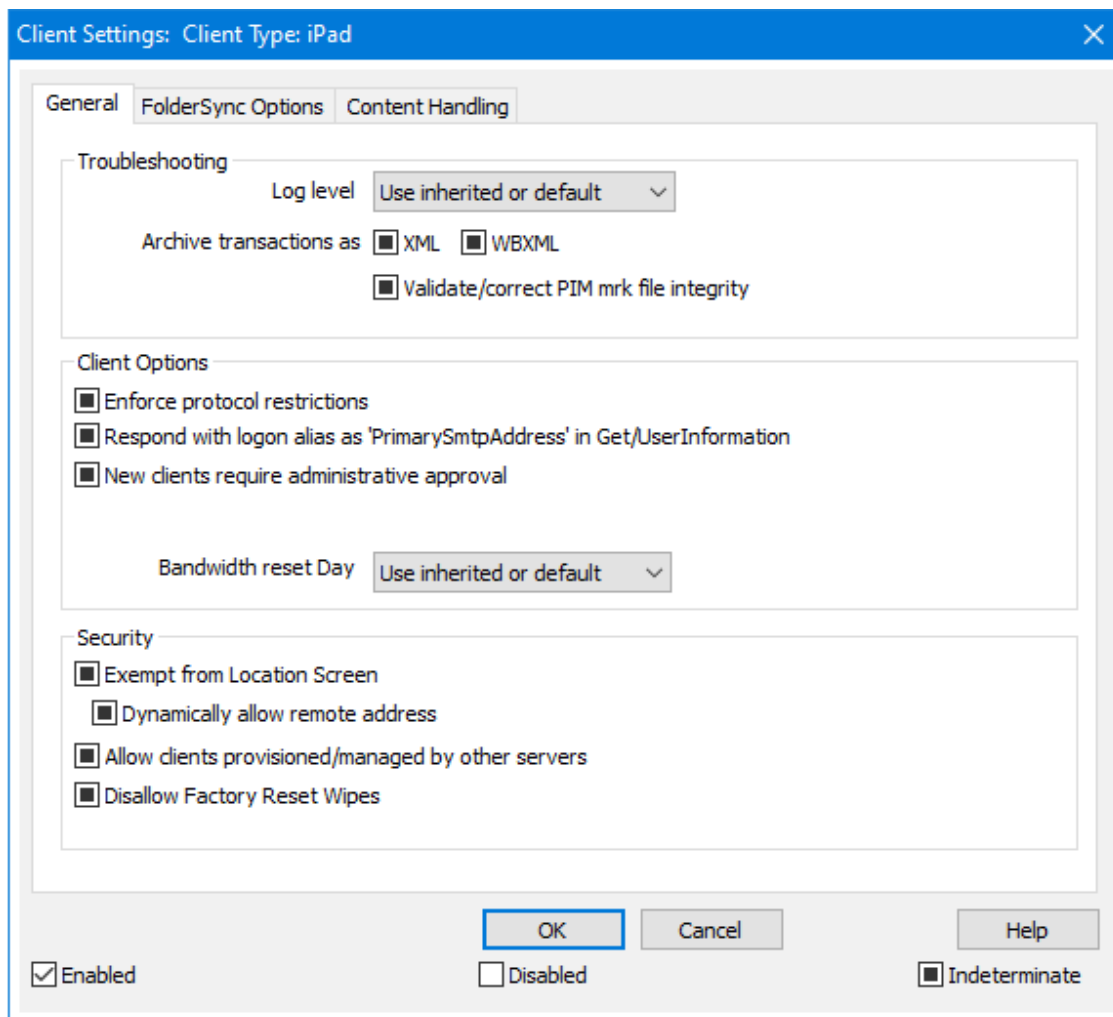 Client Settings: Client Type: iPad
General FolderSync Options Content Handling
Troubleshooting
Log level Use inherited or default
Archive transactions as XML WBXML
Validate/correct PIM mrk file integrity
Client Options
Enforce protocol restrictions
Respond with logon alias as 'PrimarySmtpAddress' in Get/UserInformation
New clients require administrative approval
Bandwidth reset Day Use inherited or default
Security
Exempt from Location Screen
Dynamically allow remote address
Allow clients provisioned/managed by other servers
Disallow Factory Reset Wipes
OK Cancel Help
Enabled Disabled Indeterminate